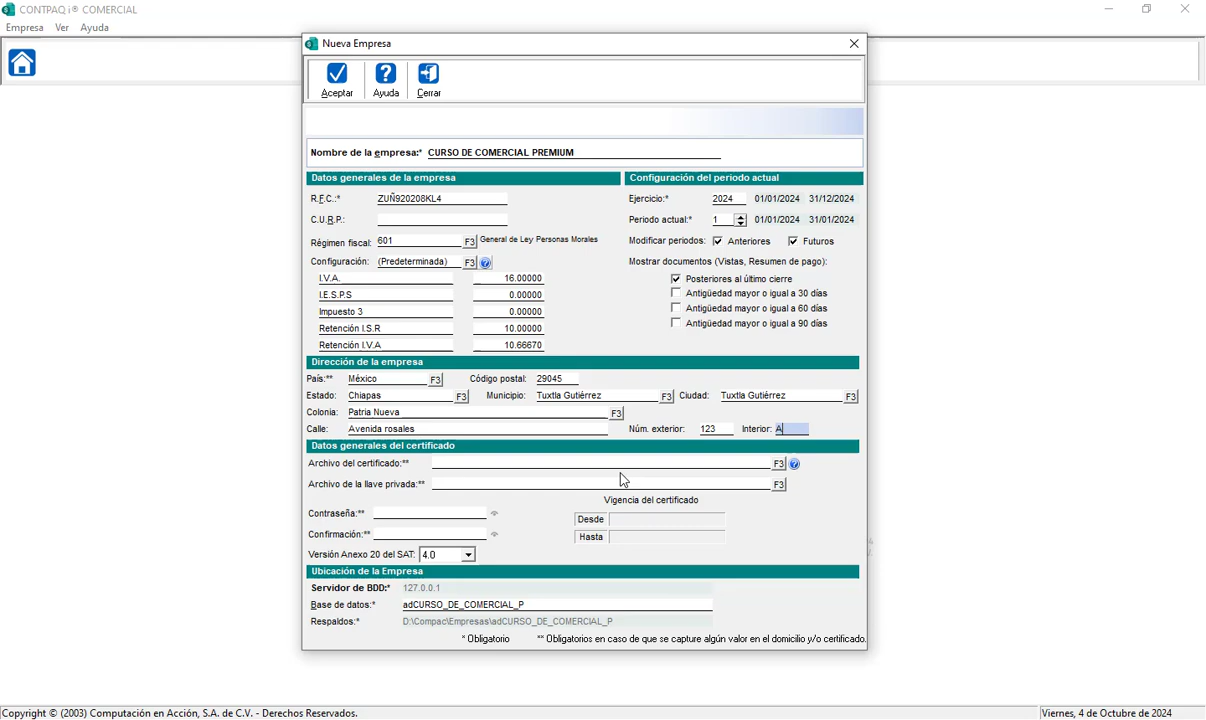 CONTPAQ i® COMERCIAL
Empresa Ver Ayuda
Nueva Empresa
Aceptar Ayuda Cerrar
Nombre de la empresa:* CURSO DE COMERCIAL PREMIUM
Datos generales de la empresa
R.F.C.:* ZUÑ920208KL4
C.U.R.P.:
Régimen fiscal: 601 F3 General de Ley Personas Morales
Configuración: (Predeterminada) F3
I.V.A. 16.00000
I.E.S.P.S 0.00000
Impuesto 3 0.00000
Retención I.S.R 10.00000
Retención I.V.A 10.66670
Configuración del periodo actual
Ejercicio:* 2024 01/01/2024 31/12/2024
Periodo actual:* 1 01/01/2024 31/01/2024
Modificar periodos: Anteriores Futuros
Mostrar documentos (Vistas, Resumen de pago):
Posteriores al último cierre
Antigüedad mayor o igual a 30 días
Antigüedad mayor o igual a 60 días
Antigüedad mayor o igual a 90 días
Dirección de la empresa
País:** México F3 Código postal: 29045
Estado: Chiapas F3 Municipio: Tuxtla Gutiérrez F3 Ciudad: Tuxtla Gutiérrez F3
Colonia: Patria Nueva F3
Calle: Avenida rosales Núm. exterior: 123 Interior: A
Datos generales del certificado
Archivo del certificado:** F3
Archivo de la llave privada:** F3
Vigencia del certificado
Contraseña:** Desde
Confirmación:** Hasta
Versión Anexo 20 del SAT: 4.0
Ubicación de la Empresa
Servidor de BDD:* 127.0.0.1
Base de datos:* adCURSO_DE_COMERCIAL_P
Respaldos:* D:\Compac\Empresas\adCURSO_DE_COMERCIAL_P
* Obligatorio ** Obligatorios en caso de que se capture algún valor en el domicilio y/o certificado.
Copyright © (2003) Computación en Acción, S.A. de C.V. - Derechos Reservados. Viernes, 4 de Octubre de 2024